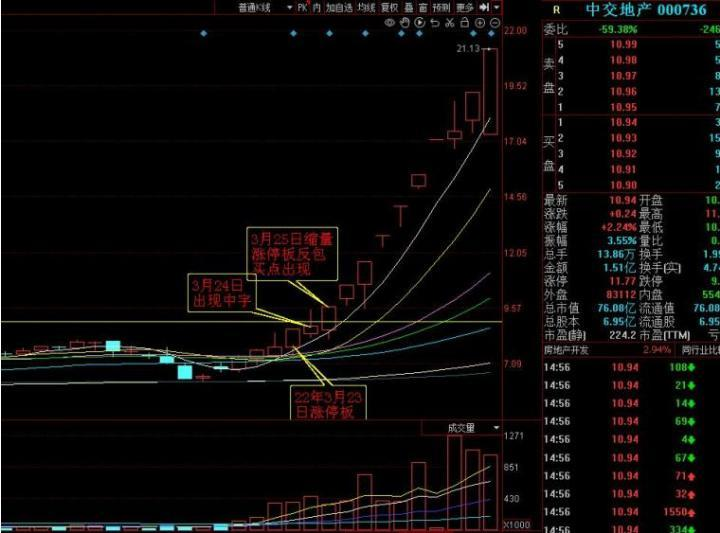 普通K线 PK 内 加自选 均线 复权 叠 窗 预测 更多
22.00
21.13
19.52
17.04
14.56
12.05
9.57
7.09
3月25日缩量
涨停板反包
买点出现
3月24日
出现中字
22年3月23
日涨停板
成交量
1271
851
430
X1000
R 中交地产 000736
委比 -59.38% -246
卖盘
5 10.99 5
4 10.98 5
3 10.97 8
2 10.96 13
1 10.95 7
买盘
1 10.94 3
2 10.93 15
3 10.92 9
4 10.91 1
5 10.90 2
最新 10.94 开盘 10.
涨跌 +0.24 最高 11.
涨幅 +2.24% 最低 10.
振幅 3.55% 量比 0.
总手 13.86万 换手 1.99
金额 1.51亿 换手(实) 4.7
涨停 11.77 跌停 9.
外盘 83112 内盘 554
总市值 76.08亿 流通值 76.08
总股本 6.95亿 流通股 6.95
市盈(静) 224.2 市盈(TTM) 亏
房地产开发 2.94% 同行业比
14:56 10.94 108
14:56 10.94 21
14:56 10.94 14
14:56 10.94 69
14:56 10.94 4
14:56 10.94 67
14:56 10.94 71
14:56 10.94 32
14:56 10.94 1550
14:56 10.94 334